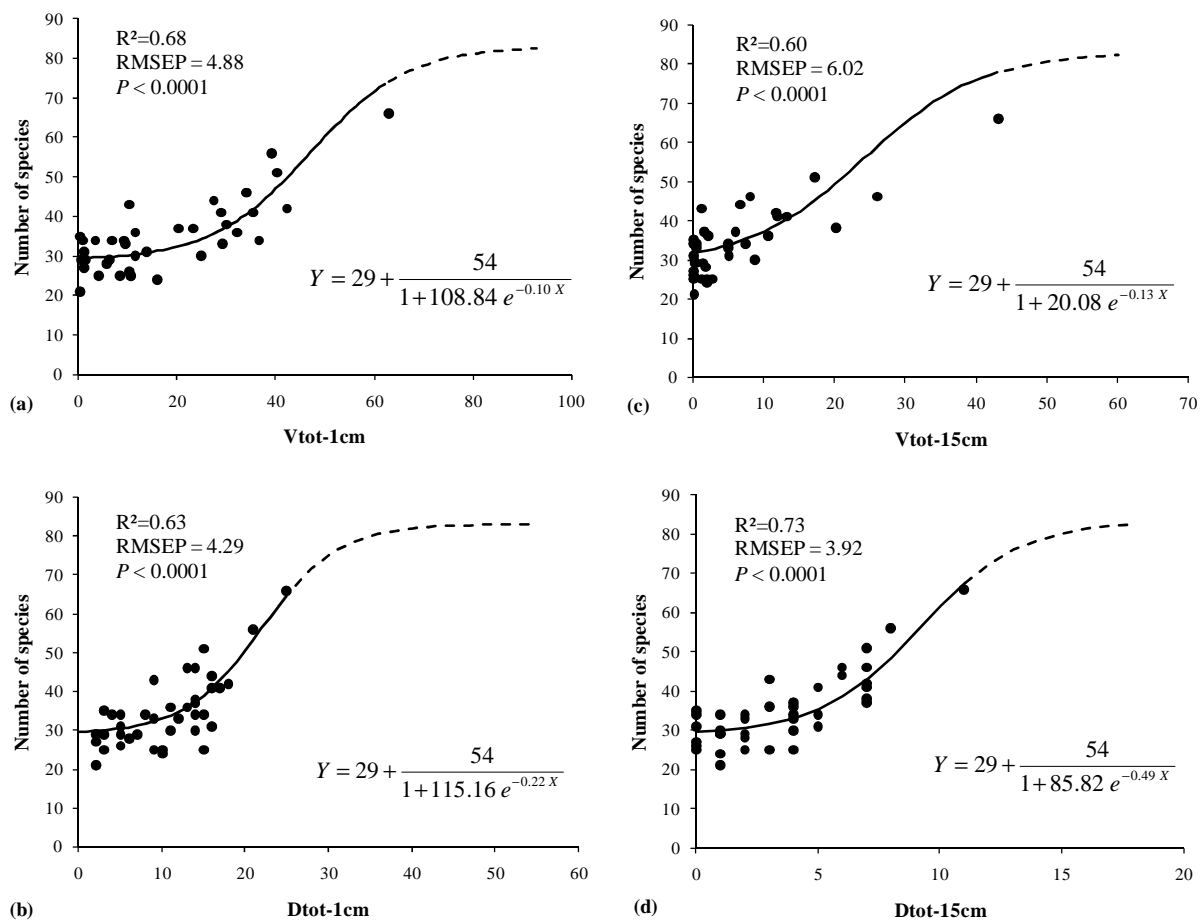 90
80
70
60
50
40
30
20
10
0
Number of species
R²=0.68
RMSEP = 4.88
P < 0.0001
Y = 29 + 54 / 1+108.84 e^−0.10 X
0 20 40 60 80 100
(a)
Vtot-1cm
90
80
70
60
50
40
30
20
10
0
Number of species
R²=0.60
RMSEP = 6.02
P < 0.0001
Y = 29 + 54 / 1+ 20.08 e^−0.13 X
0 10 20 30 40 50 60 70
(c)
Vtot-15cm
90
80
70
60
50
40
30
20
10
0
Number of species
R²=0.63
RMSEP = 4.29
P < 0.0001
Y = 29 + 54 / 1+115.16 e^−0.22 X
0 10 20 30 40 50 60
(b)
Dtot-1cm
90
80
70
60
50
40
30
20
10
0
Number of species
R²=0.73
RMSEP = 3.92
P < 0.0001
Y = 29 + 54 / 1+85.82 e^−0.49 X
0 5 10 15 20
(d)
Dtot-15cm